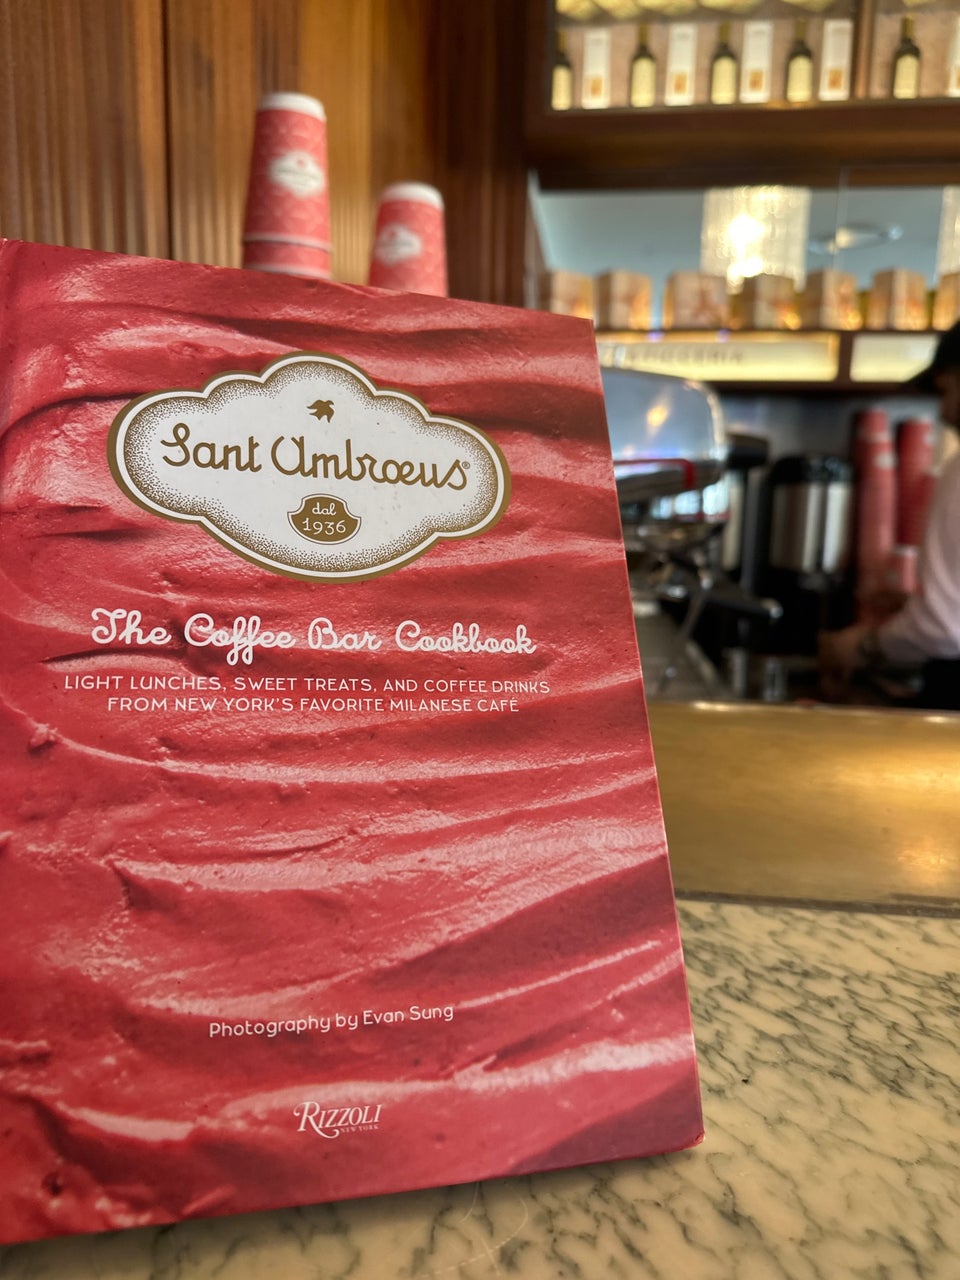 Sant Ambrœus®
dal
1936
The Coffee Bar Cookbook
LIGHT LUNCHES, SWEET TREATS, AND COFFEE DRINKS
FROM NEW YORK'S FAVORITE MILANESE CAFÉ
Photography by Evan Sung
RIZZOLI
NEW YORK